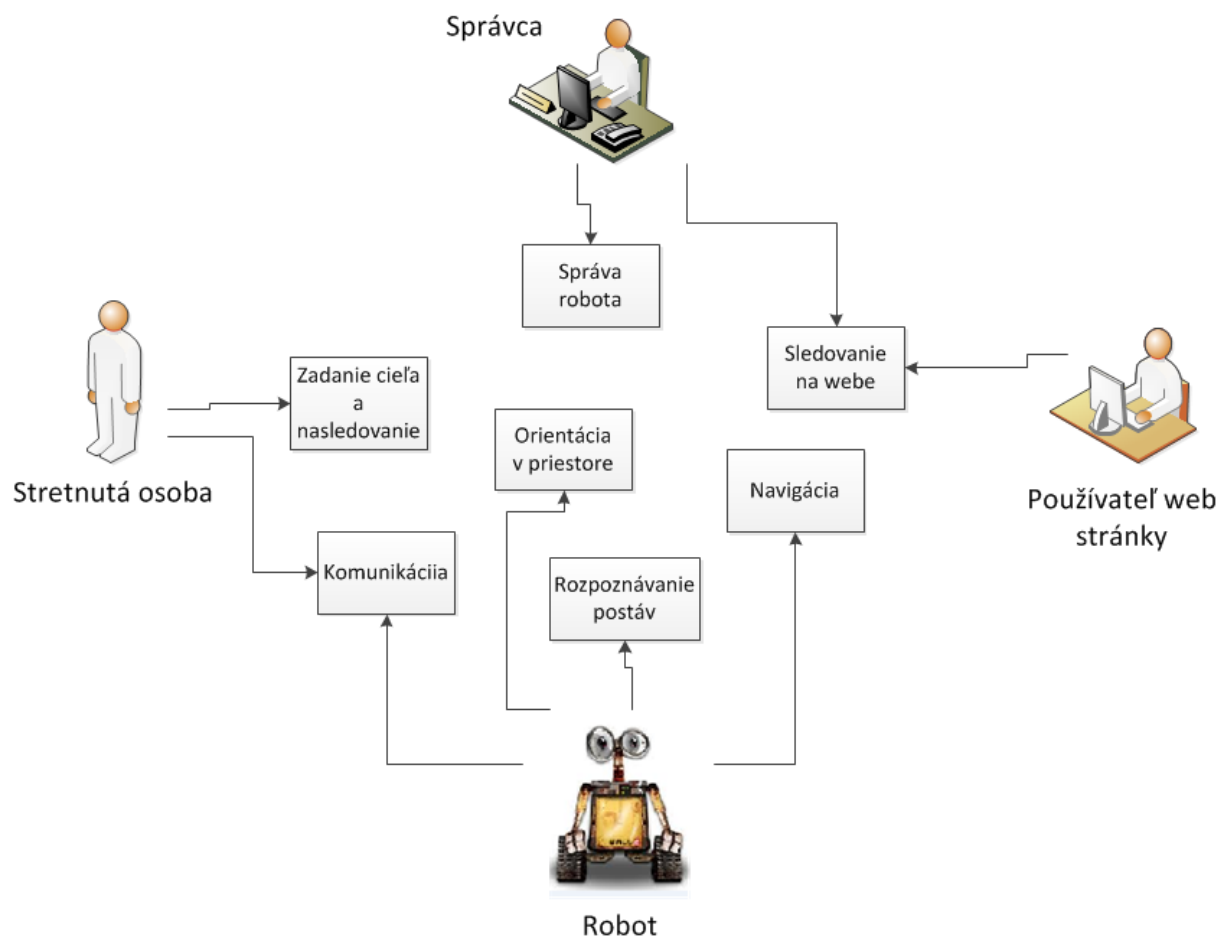 Správca
Správa
robota
Sledovanie
na webe
Zadanie cieľa
a
nasledovanie
Orientácia
v priestore
Navigácia
Stretnutá osoba
Používateľ web
stránky
Komunikáciia
Rozpoznávanie
postáv
WALL
Robot